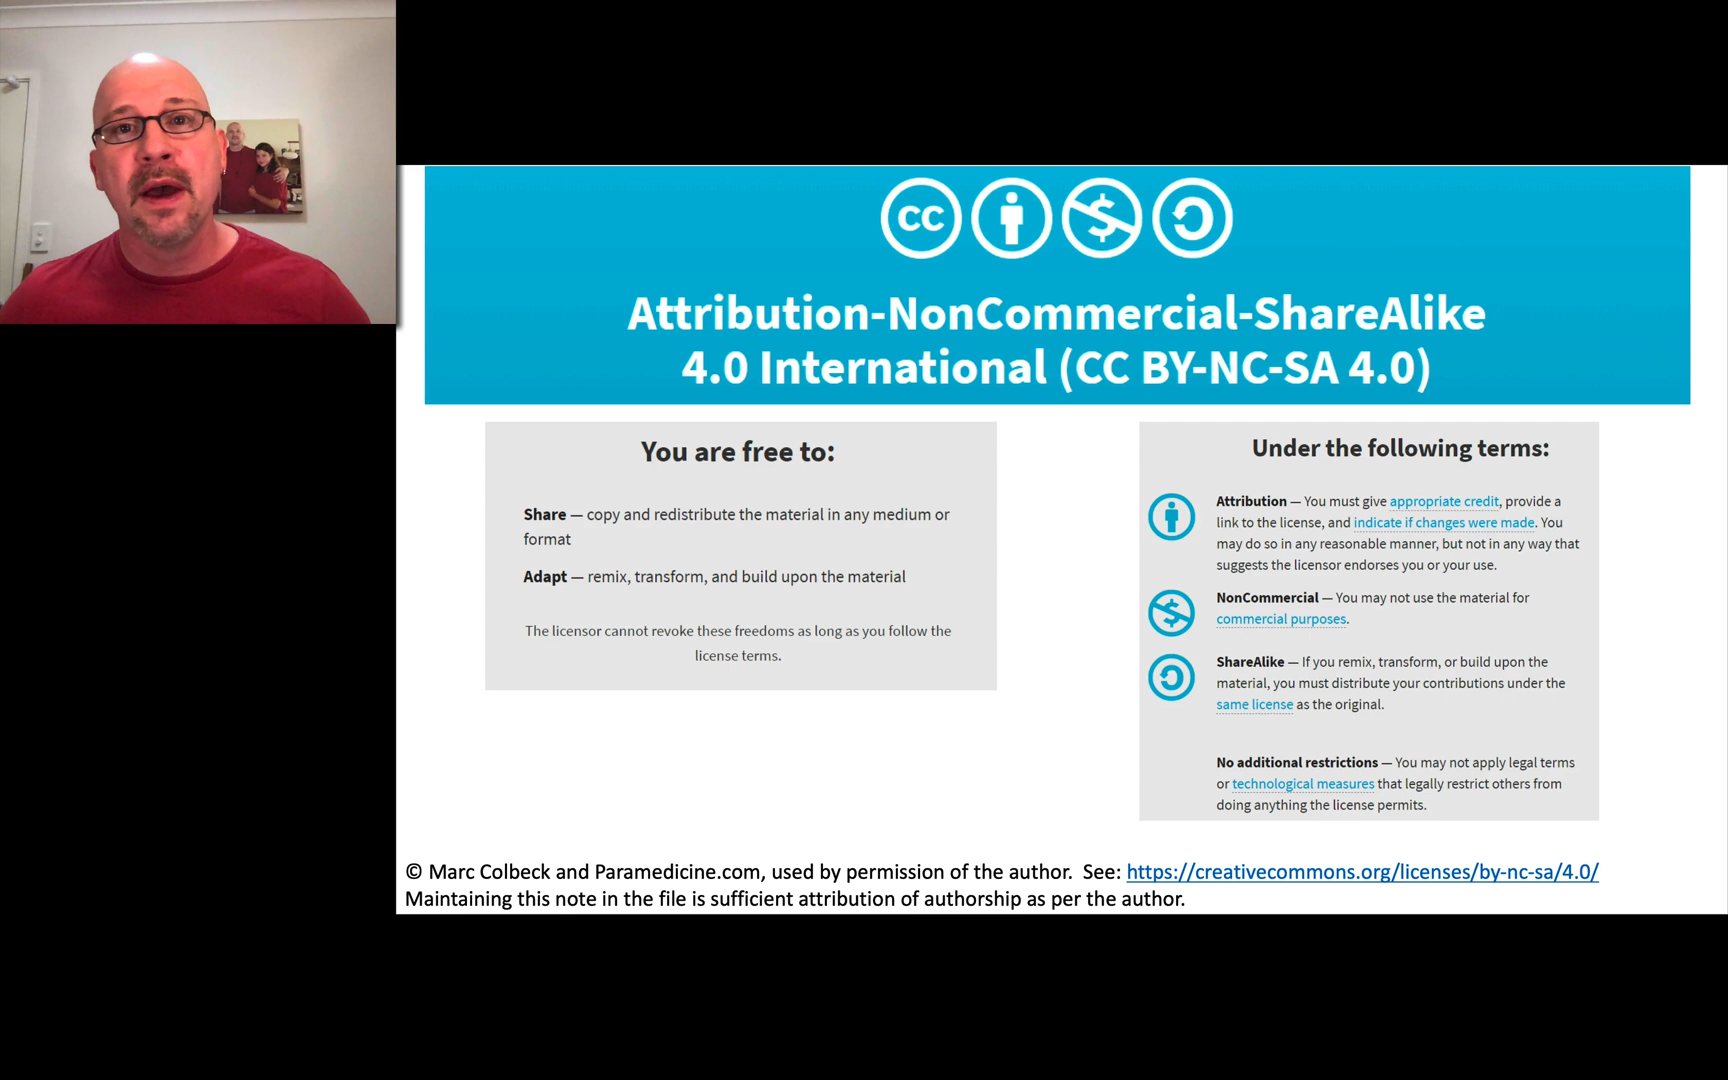 cc
Attribution-NonCommercial-ShareAlike
4.0 International (CC BY-NC-SA 4.0)
You are free to:
Share — copy and redistribute the material in any medium or
format
Adapt — remix, transform, and build upon the material
The licensor cannot revoke these freedoms as long as you follow the
license terms.
Under the following terms:
Attribution — You must give appropriate credit, provide a
link to the license, and indicate if changes were made. You
may do so in any reasonable manner, but not in any way that
suggests the licensor endorses you or your use.
NonCommercial — You may not use the material for
commercial purposes.
ShareAlike — If you remix, transform, or build upon the
material, you must distribute your contributions under the
same license as the original.
No additional restrictions — You may not apply legal terms
or technological measures that legally restrict others from
doing anything the license permits.
© Marc Colbeck and Paramedicine.com, used by permission of the author. See: https://creativecommons.org/licenses/by-nc-sa/4.0/
Maintaining this note in the file is sufficient attribution of authorship as per the author.